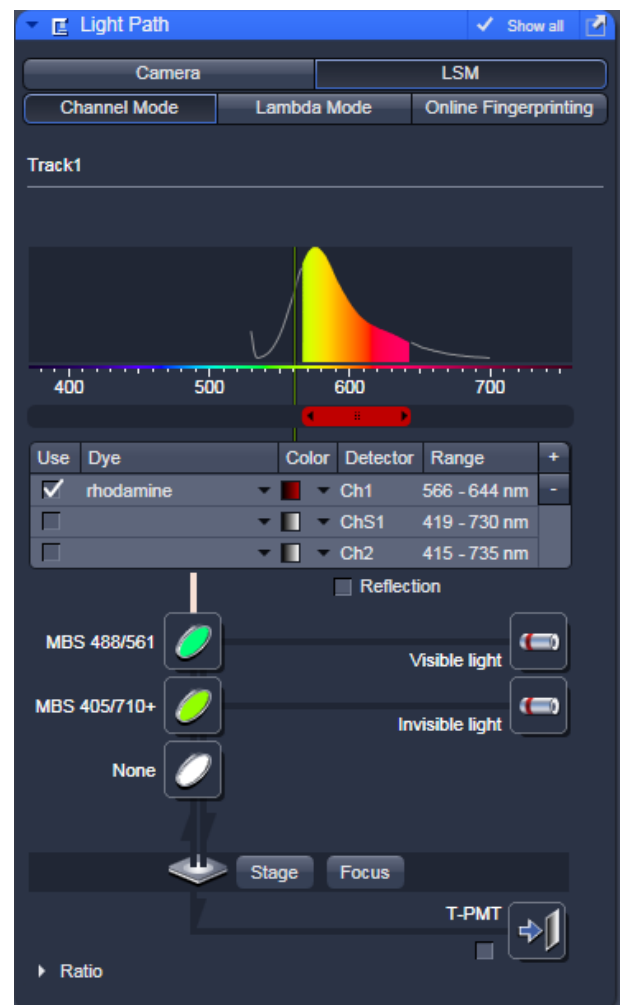 Light Path
Show all
Camera
LSM
Channel Mode
Lambda Mode
Online Fingerprinting
Track1
400 500 600 700
Use Dye Color Detector Range +
rhodamine Ch1 566 - 644 nm -
ChS1 419 - 730 nm
Ch2 415 - 735 nm
Reflection
MBS 488/561
Visible light
MBS 405/710+
Invisible light
None
Stage
Focus
T-PMT
Ratio